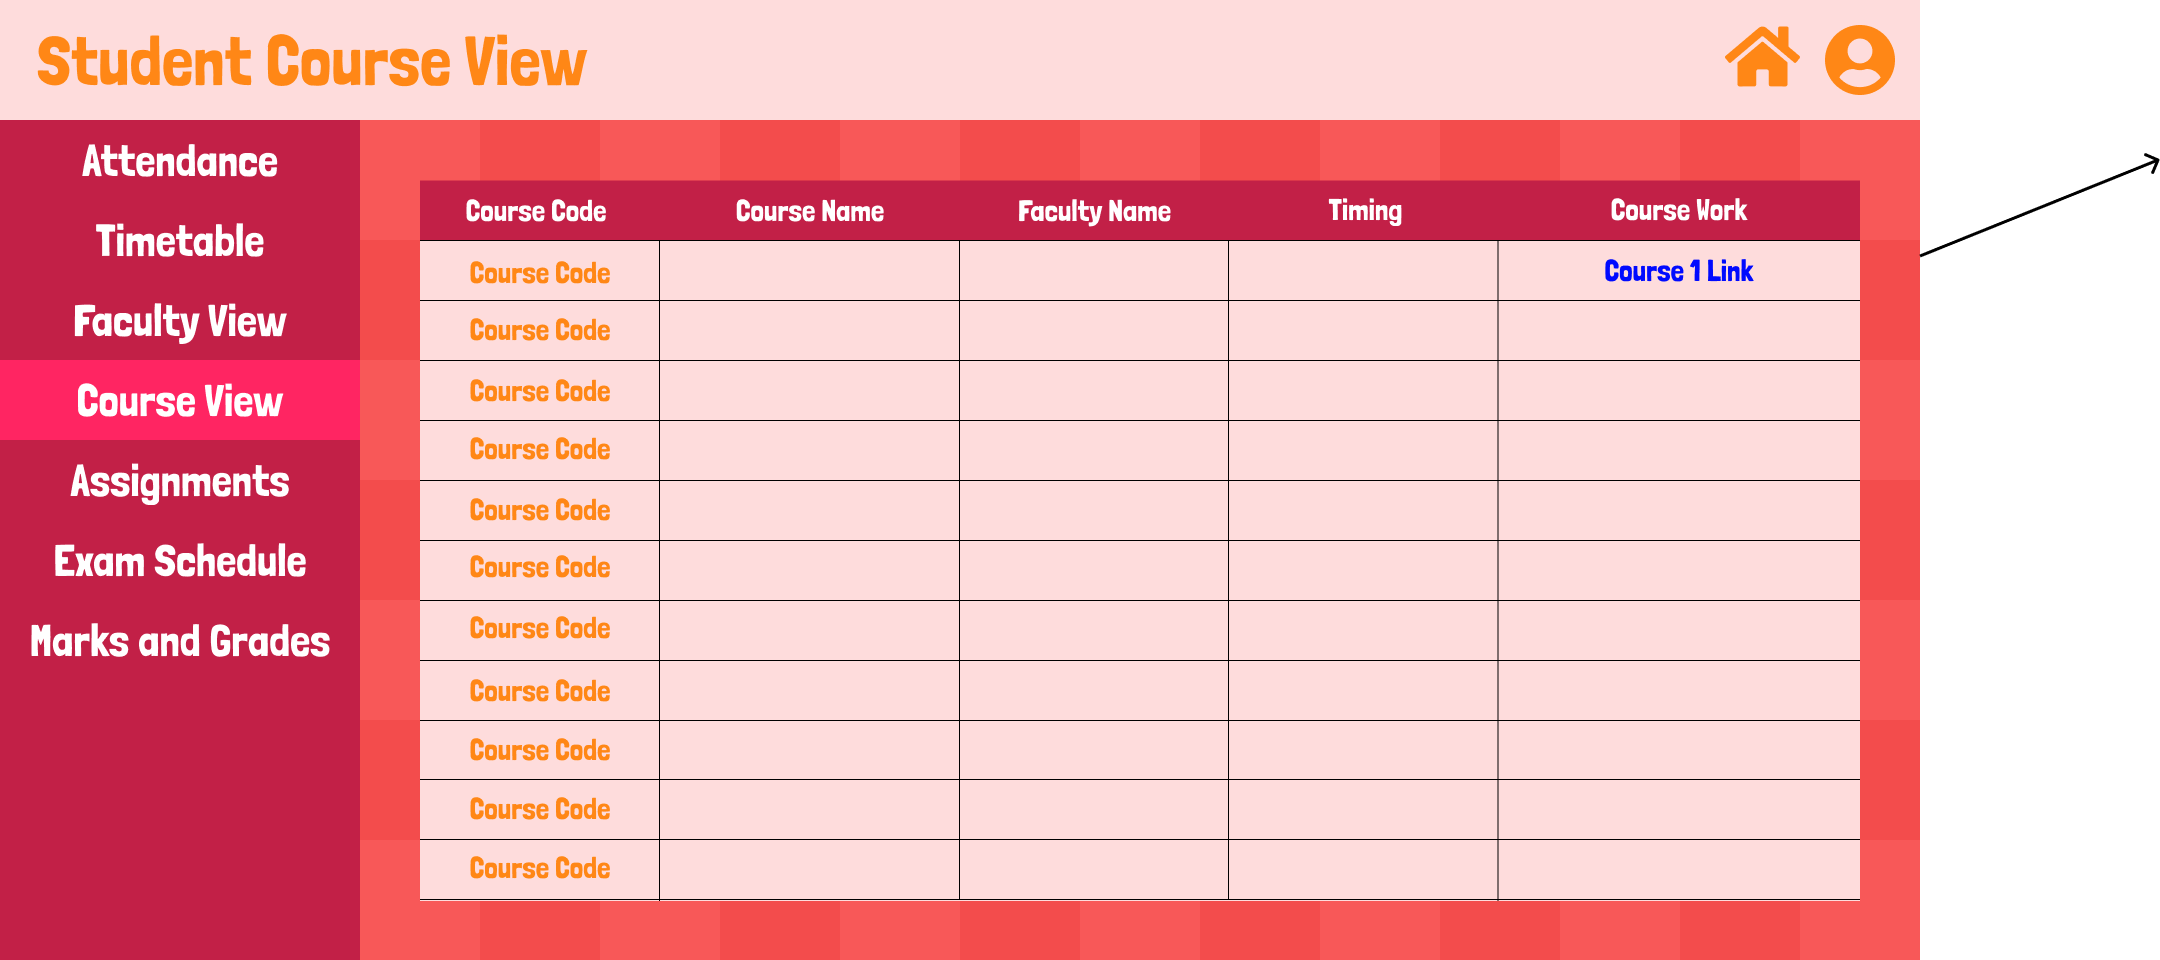 Student Course View
Attendance
Timetable
Faculty View
Course View
Assignments
Exam Schedule
Marks and Grades
Course Code Course Name Faculty Name Timing Course Work
Course Code Course 1 Link
Course Code
Course Code
Course Code
Course Code
Course Code
Course Code
Course Code
Course Code
Course Code
Course Code